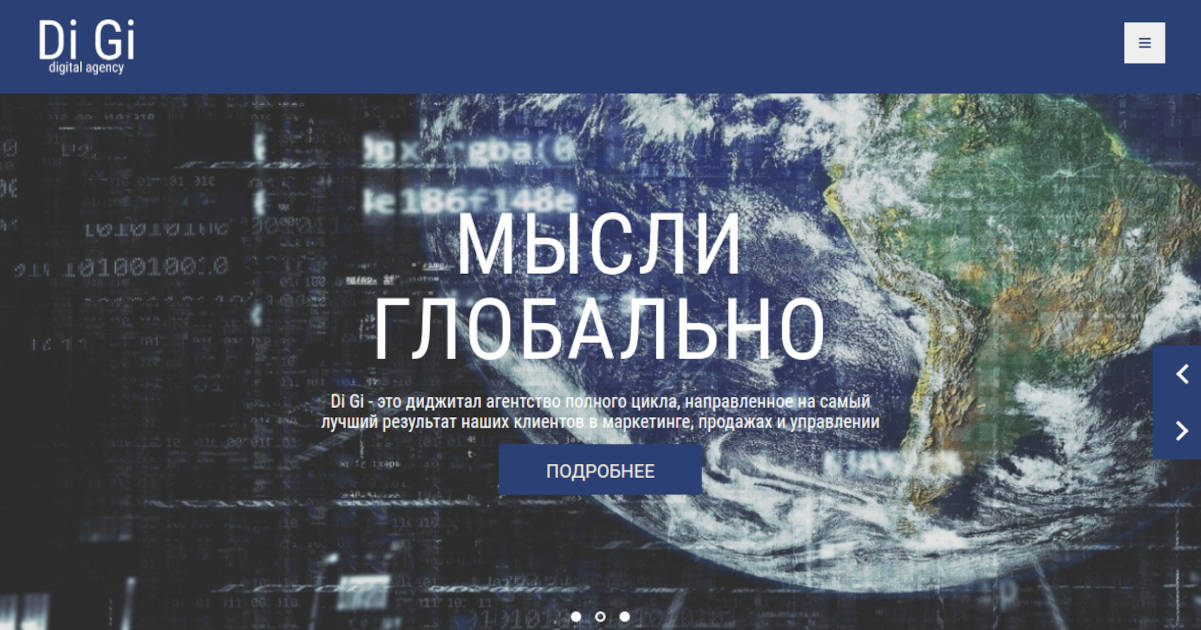 Di Gi
digital agency
МЫСЛИ
ГЛОБАЛЬНО
Di Gi - это диджитал агентство полного цикла, направленное на самый
лучший результат наших клиентов в маркетинге, продажах и управлении
ПОДРОБНЕЕ